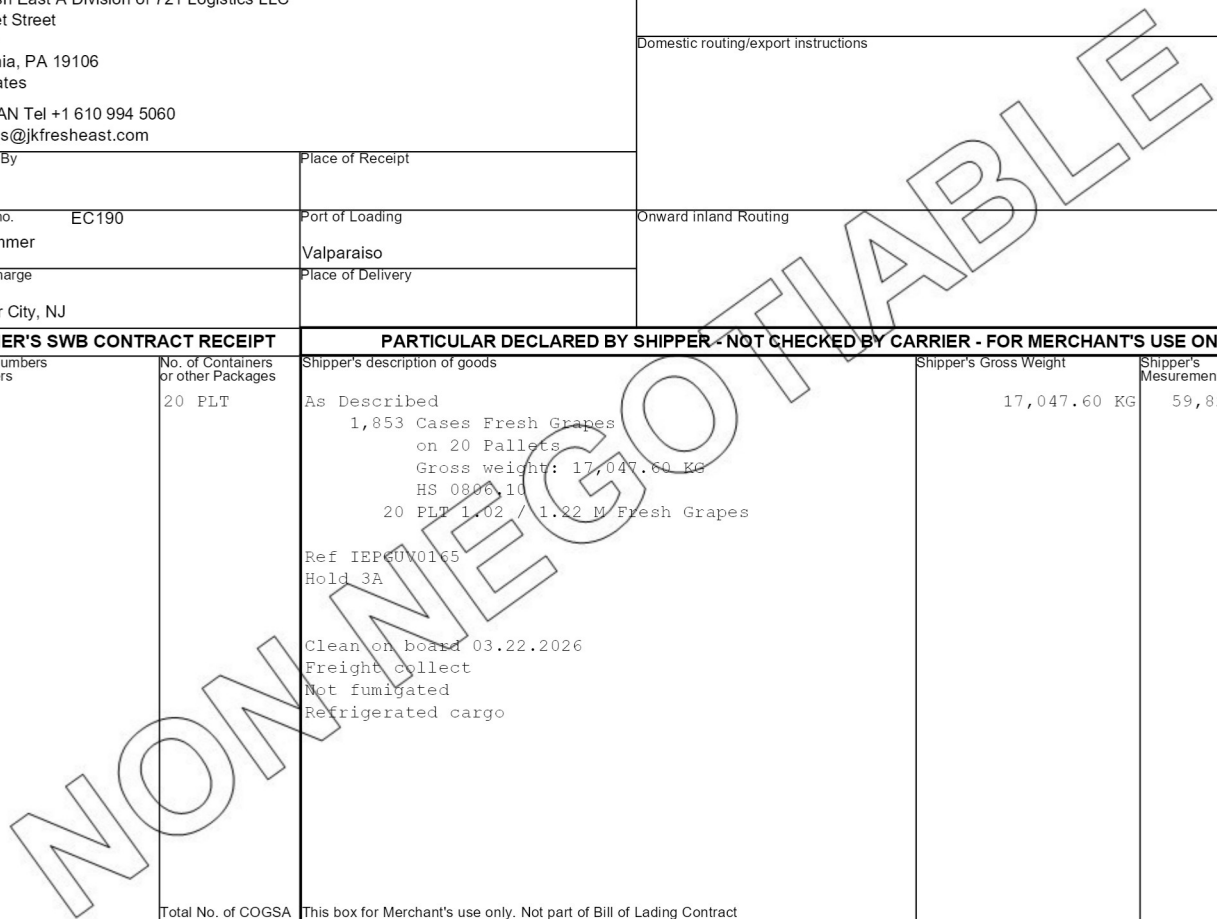 East A Division of 721 Logistics LLC
Street
PA 19106
Tel +1 610 994 5060
s@jkfresheast.com
Domestic routing/export instructions
By
Place of Receipt
no.
EC190
Port of Loading
Valparaiso
Onward inland Routing
Place of Delivery
City, NJ
ER'S SWB CONTRACT RECEIPT
PARTICULAR DECLARED BY SHIPPER - NOT CHECKED BY CARRIER - FOR MERCHANT'S USE ON
umbers
rs
No. of Containers
or other Packages
Shipper's description of goods
Shipper's Gross Weight
Shipper's
Mesuremen
20 PLT
As Described
17,047.60 KG
59,8
1,853 Cases Fresh Grapes
on 20 Pallets
Gross weight: 17,047.60 KG
HS 0806.10
20 PLT 1.02 / 1.22 M Fresh Grapes
Ref IEPGUV0165
Hold 3A
Clean on board 03.22.2026
Freight collect
Not fumigated
Refrigerated cargo
Total No. of COGSA
This box for Merchant's use only. Not part of Bill of Lading Contract
NON NEGOTIABLE